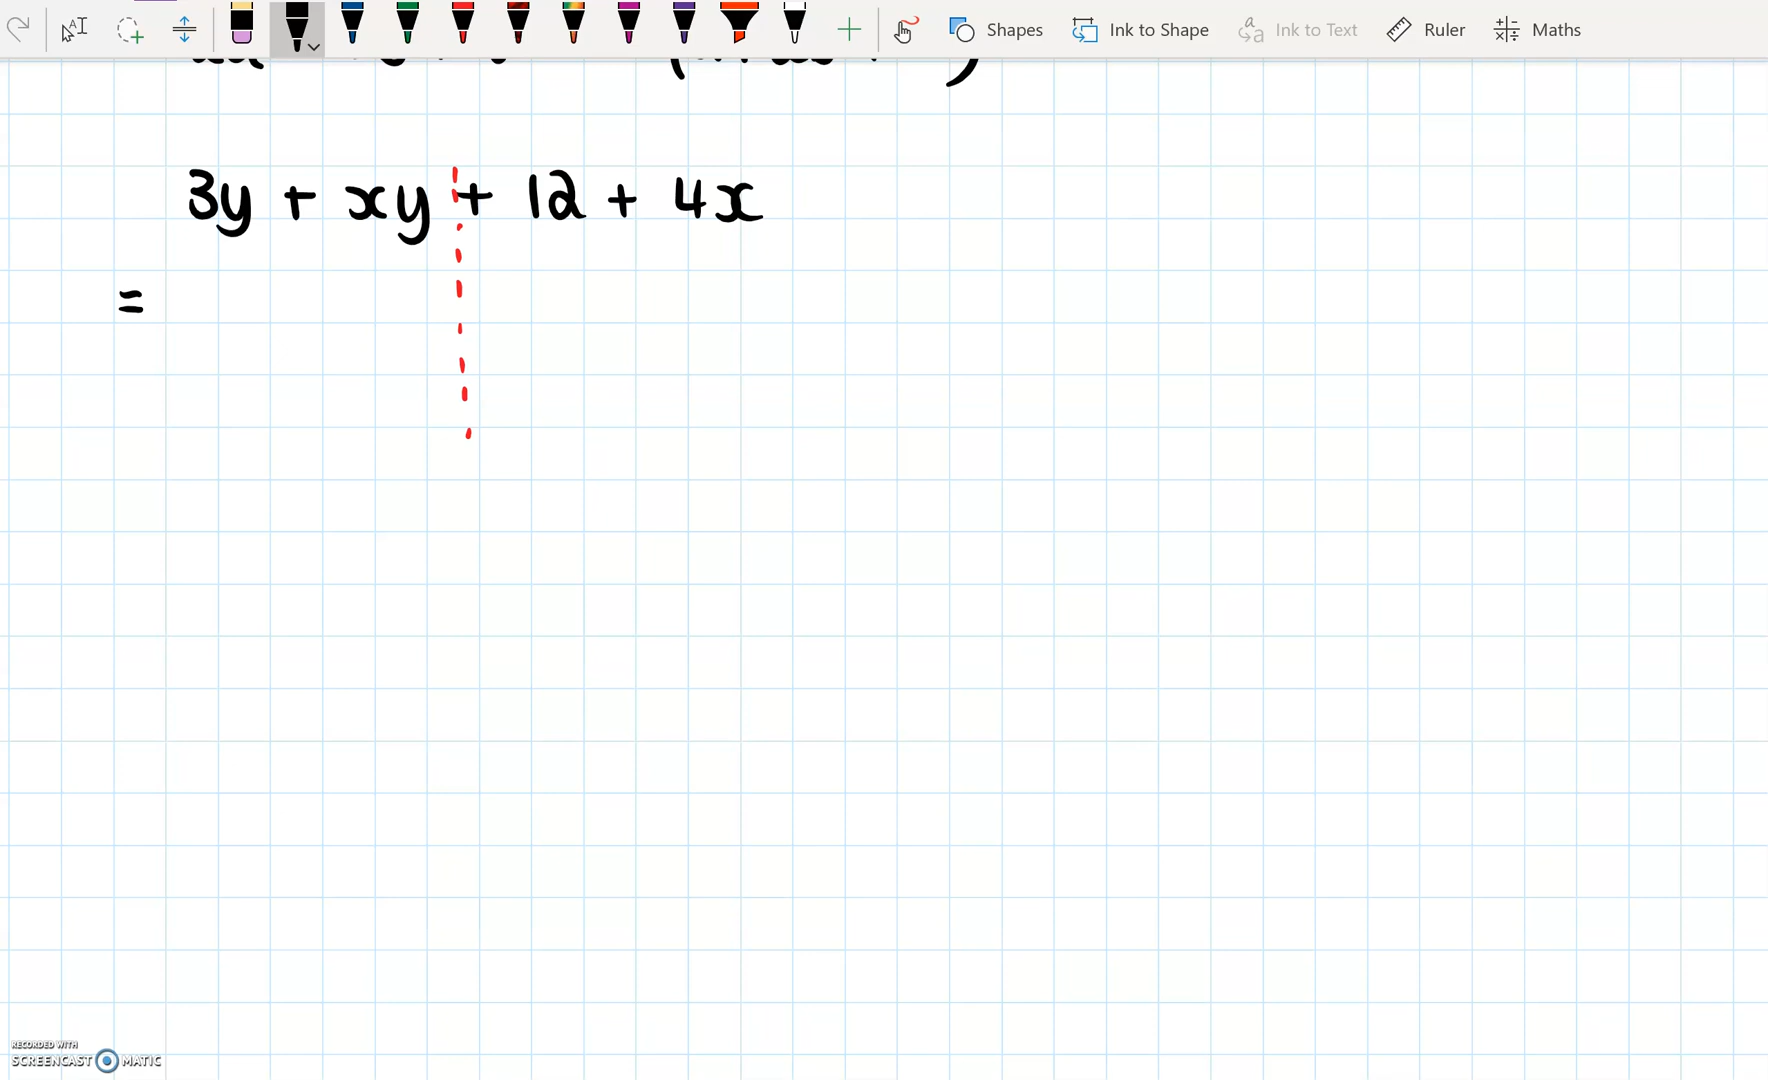 Shapes Ink to Shape Ink to Text Ruler Maths
3y + xy + 12 + 4x
=
RECORDED WITH
SCREENCAST MATIC